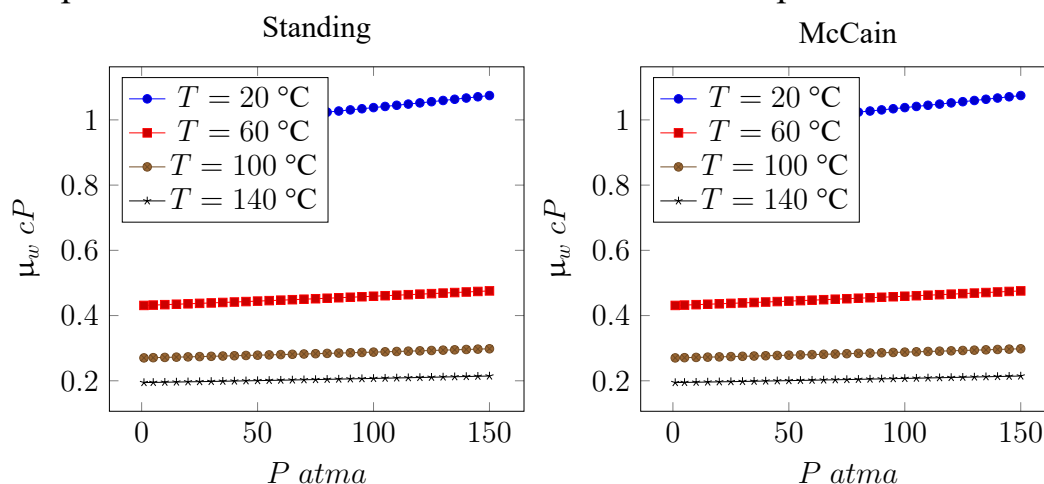 Standing
T = 20 °C
T = 60 °C
T = 100 °C
T = 140 °C
1
0.8
0.6
0.4
0.2
0 50 100 150
μw cP
P atma
McCain
T = 20 °C
T = 60 °C
T = 100 °C
T = 140 °C
1
0.8
0.6
0.4
0.2
0 50 100 150
μw cP
P atma